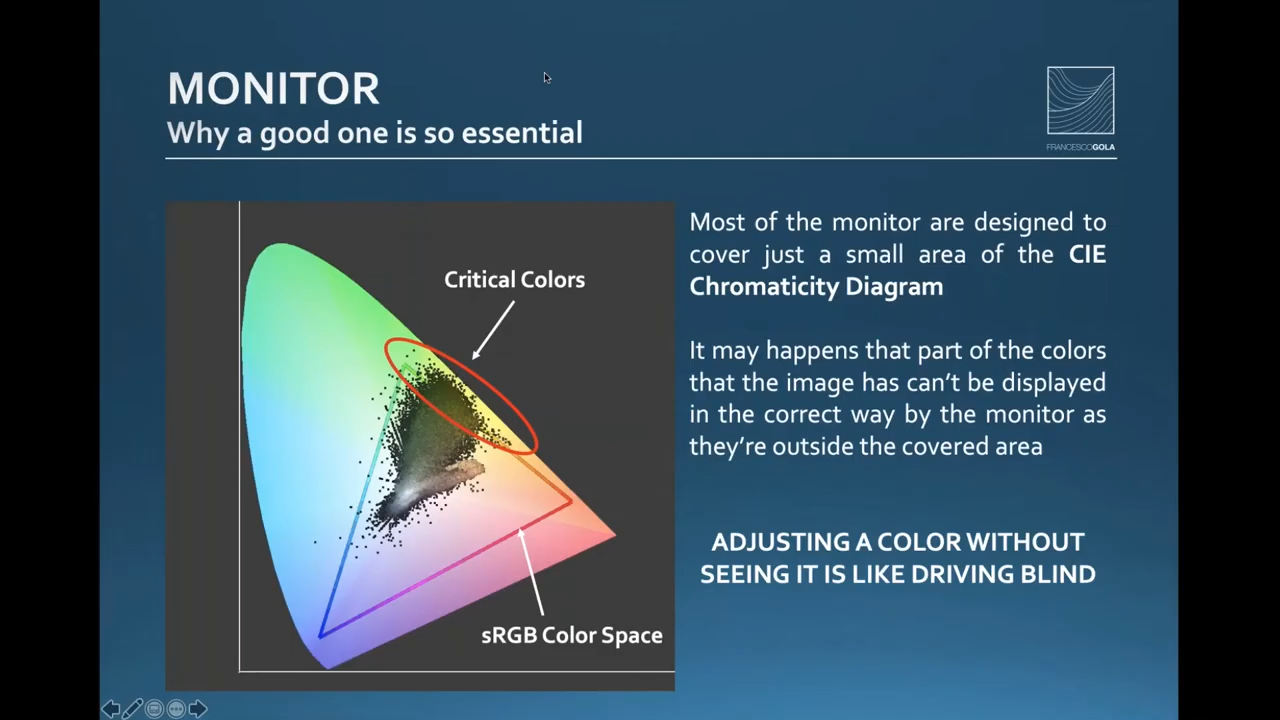 MONITOR
Why a good one is so essential
FRANCESCOGOLA
Critical Colors
sRGB Color Space
Most of the monitor are designed to
cover just a small area of the CIE
Chromaticity Diagram
It may happens that part of the colors
that the image has can’t be displayed
in the correct way by the monitor as
they’re outside the covered area
ADJUSTING A COLOR WITHOUT
SEEING IT IS LIKE DRIVING BLIND